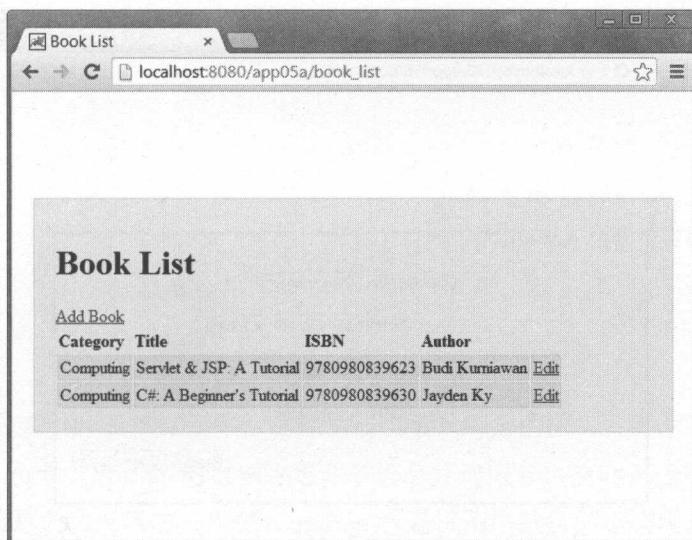 Book List
localhost:8080/app05a/book_list
Book List
Add Book
Category Title ISBN Author
Computing Servlet & JSP: A Tutorial 9780980839623 Budi Kurniawan Edit
Computing C#: A Beginner's Tutorial 9780980839630 Jayden Ky Edit